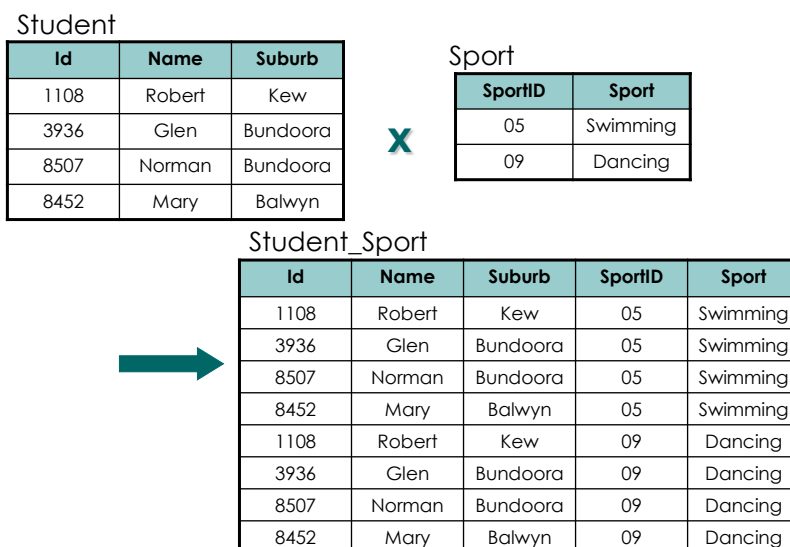 Student
Id Name Suburb
1108 Robert Kew
3936 Glen Bundoora
8507 Norman Bundoora
8452 Mary Balwyn
x
Sport
SportID Sport
05 Swimming
09 Dancing
Student_Sport
Id Name Suburb SportID Sport
1108 Robert Kew 05 Swimming
3936 Glen Bundoora 05 Swimming
8507 Norman Bundoora 05 Swimming
8452 Mary Balwyn 05 Swimming
1108 Robert Kew 09 Dancing
3936 Glen Bundoora 09 Dancing
8507 Norman Bundoora 09 Dancing
8452 Mary Balwyn 09 Dancing